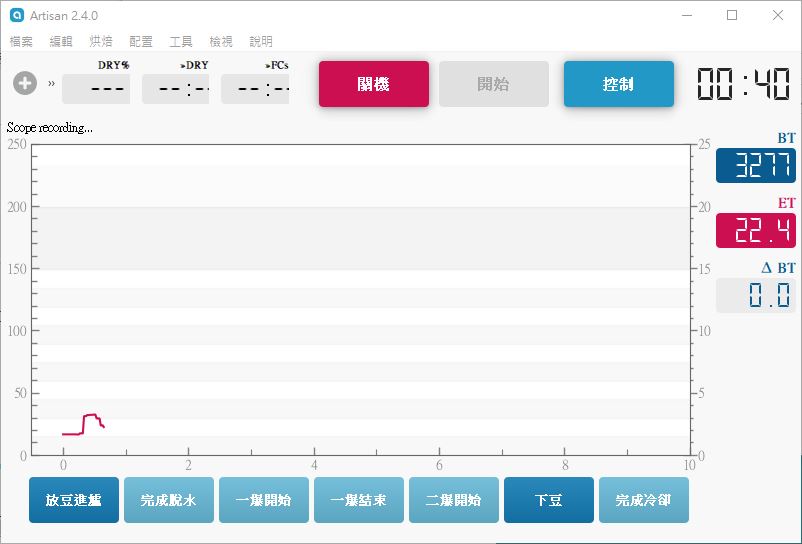 Artisan 2.4.0
檔案 編輯 烘焙 配置 工具 檢視 說明
DRY% »DRY »FCs
» --- --:-- --:-- 關機 開始 控制 00:40
Scope recording...
BT
3277
ET
22.4
Δ BT
0.0
250 25
200 20
150 15
100 10
50 5
0 0
0 2 4 6 8 10
放豆進爐 完成脫水 一爆開始 一爆結束 二爆開始 下豆 完成冷卻